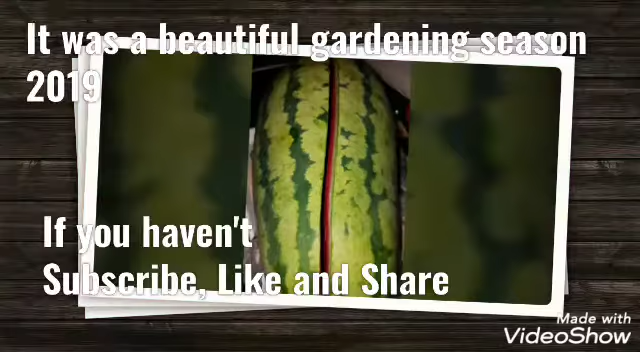 It was a beautiful gardening season
2019
If you haven't
Subscribe, Like and Share
Made with
VideoShow